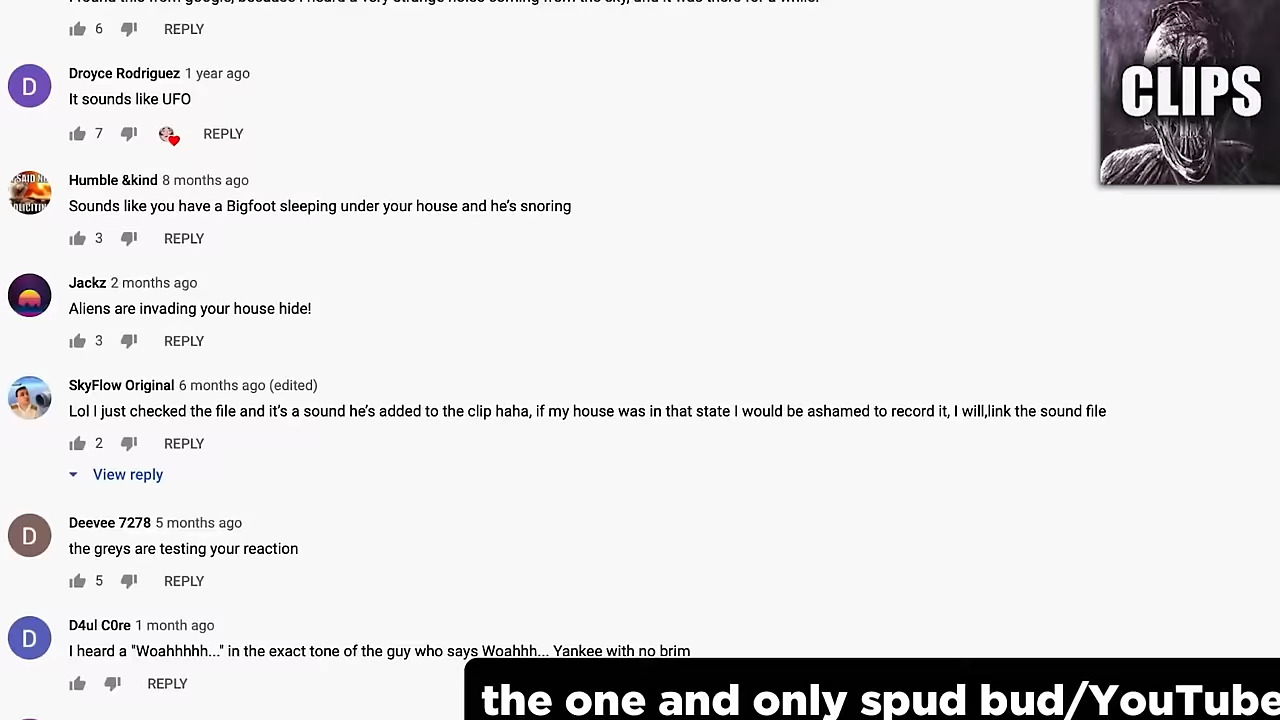 I found this from google, because I heard a very strange noise coming from the sky, and it was there for a while.
6 REPLY
Droyce Rodriguez 1 year ago
It sounds like UFO
7 REPLY
D
CLIPS
Humble &kind 8 months ago
Sounds like you have a Bigfoot sleeping under your house and he's snoring
3 REPLY
Jackz 2 months ago
Aliens are invading your house hide!
3 REPLY
SkyFlow Original 6 months ago (edited)
Lol I just checked the file and it's a sound he's added to the clip haha, if my house was in that state I would be ashamed to record it, I will,link the sound file
2 REPLY
View reply
D
Deevee 7278 5 months ago
the greys are testing your reaction
5 REPLY
D
D4ul C0re 1 month ago
I heard a "Woahhhhh..." in the exact tone of the guy who says Woahhh... Yankee with no brim
REPLY
the one and only spud bud/YouTube